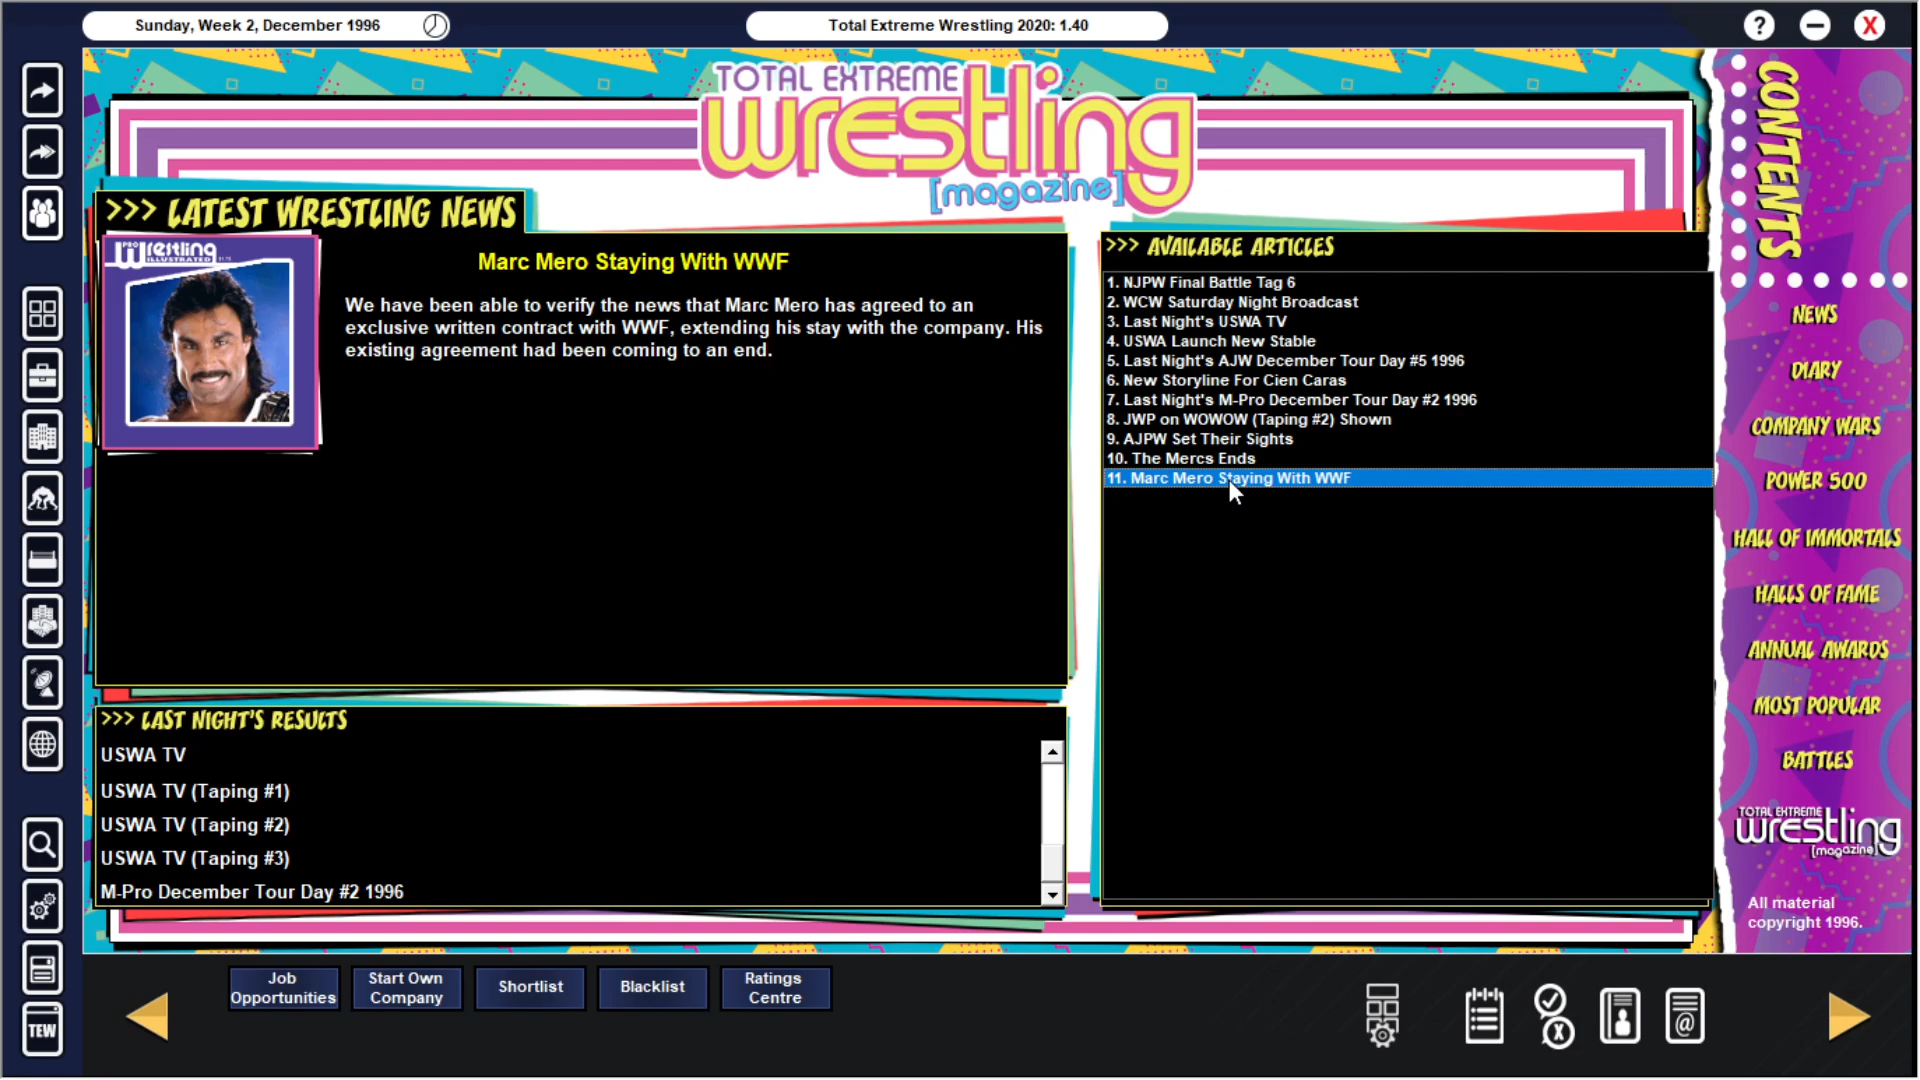 Sunday, Week 2, December 1996
Total Extreme Wrestling 2020: 1.40
?
X
TOTAL EXTREME
wrestling
[magazine]
CONTENTS
>>> LATEST WRESTLING NEWS
PRO
WRESTLING
ILLUSTRATED
Marc Mero Staying With WWF
We have been able to verify the news that Marc Mero has agreed to an
exclusive written contract with WWF, extending his stay with the company. His
existing agreement had been coming to an end.
>>> AVAILABLE ARTICLES
1. NJPW Final Battle Tag 6
2. WCW Saturday Night Broadcast
3. Last Night's USWA TV
4. USWA Launch New Stable
5. Last Night's AJW December Tour Day #5 1996
6. New Storyline For Cien Caras
7. Last Night's M-Pro December Tour Day #2 1996
8. JWP on WOWOW (Taping #2) Shown
9. AJPW Set Their Sights
10. The Mercs Ends
11. Marc Mero Staying With WWF
NEWS
DIARY
COMPANY WARS
POWER 500
HALL OF IMMORTALS
HALLS OF FAME
ANNUAL AWARDS
MOST POPULAR
BATTLES
TOTAL EXTREME
wrestling
[magazine]
All material
copyright 1996.
>>> LAST NIGHT'S RESULTS
USWA TV
USWA TV (Taping #1)
USWA TV (Taping #2)
USWA TV (Taping #3)
M-Pro December Tour Day #2 1996
TEW
Job
Opportunities
Start Own
Company
Shortlist
Blacklist
Ratings
Centre